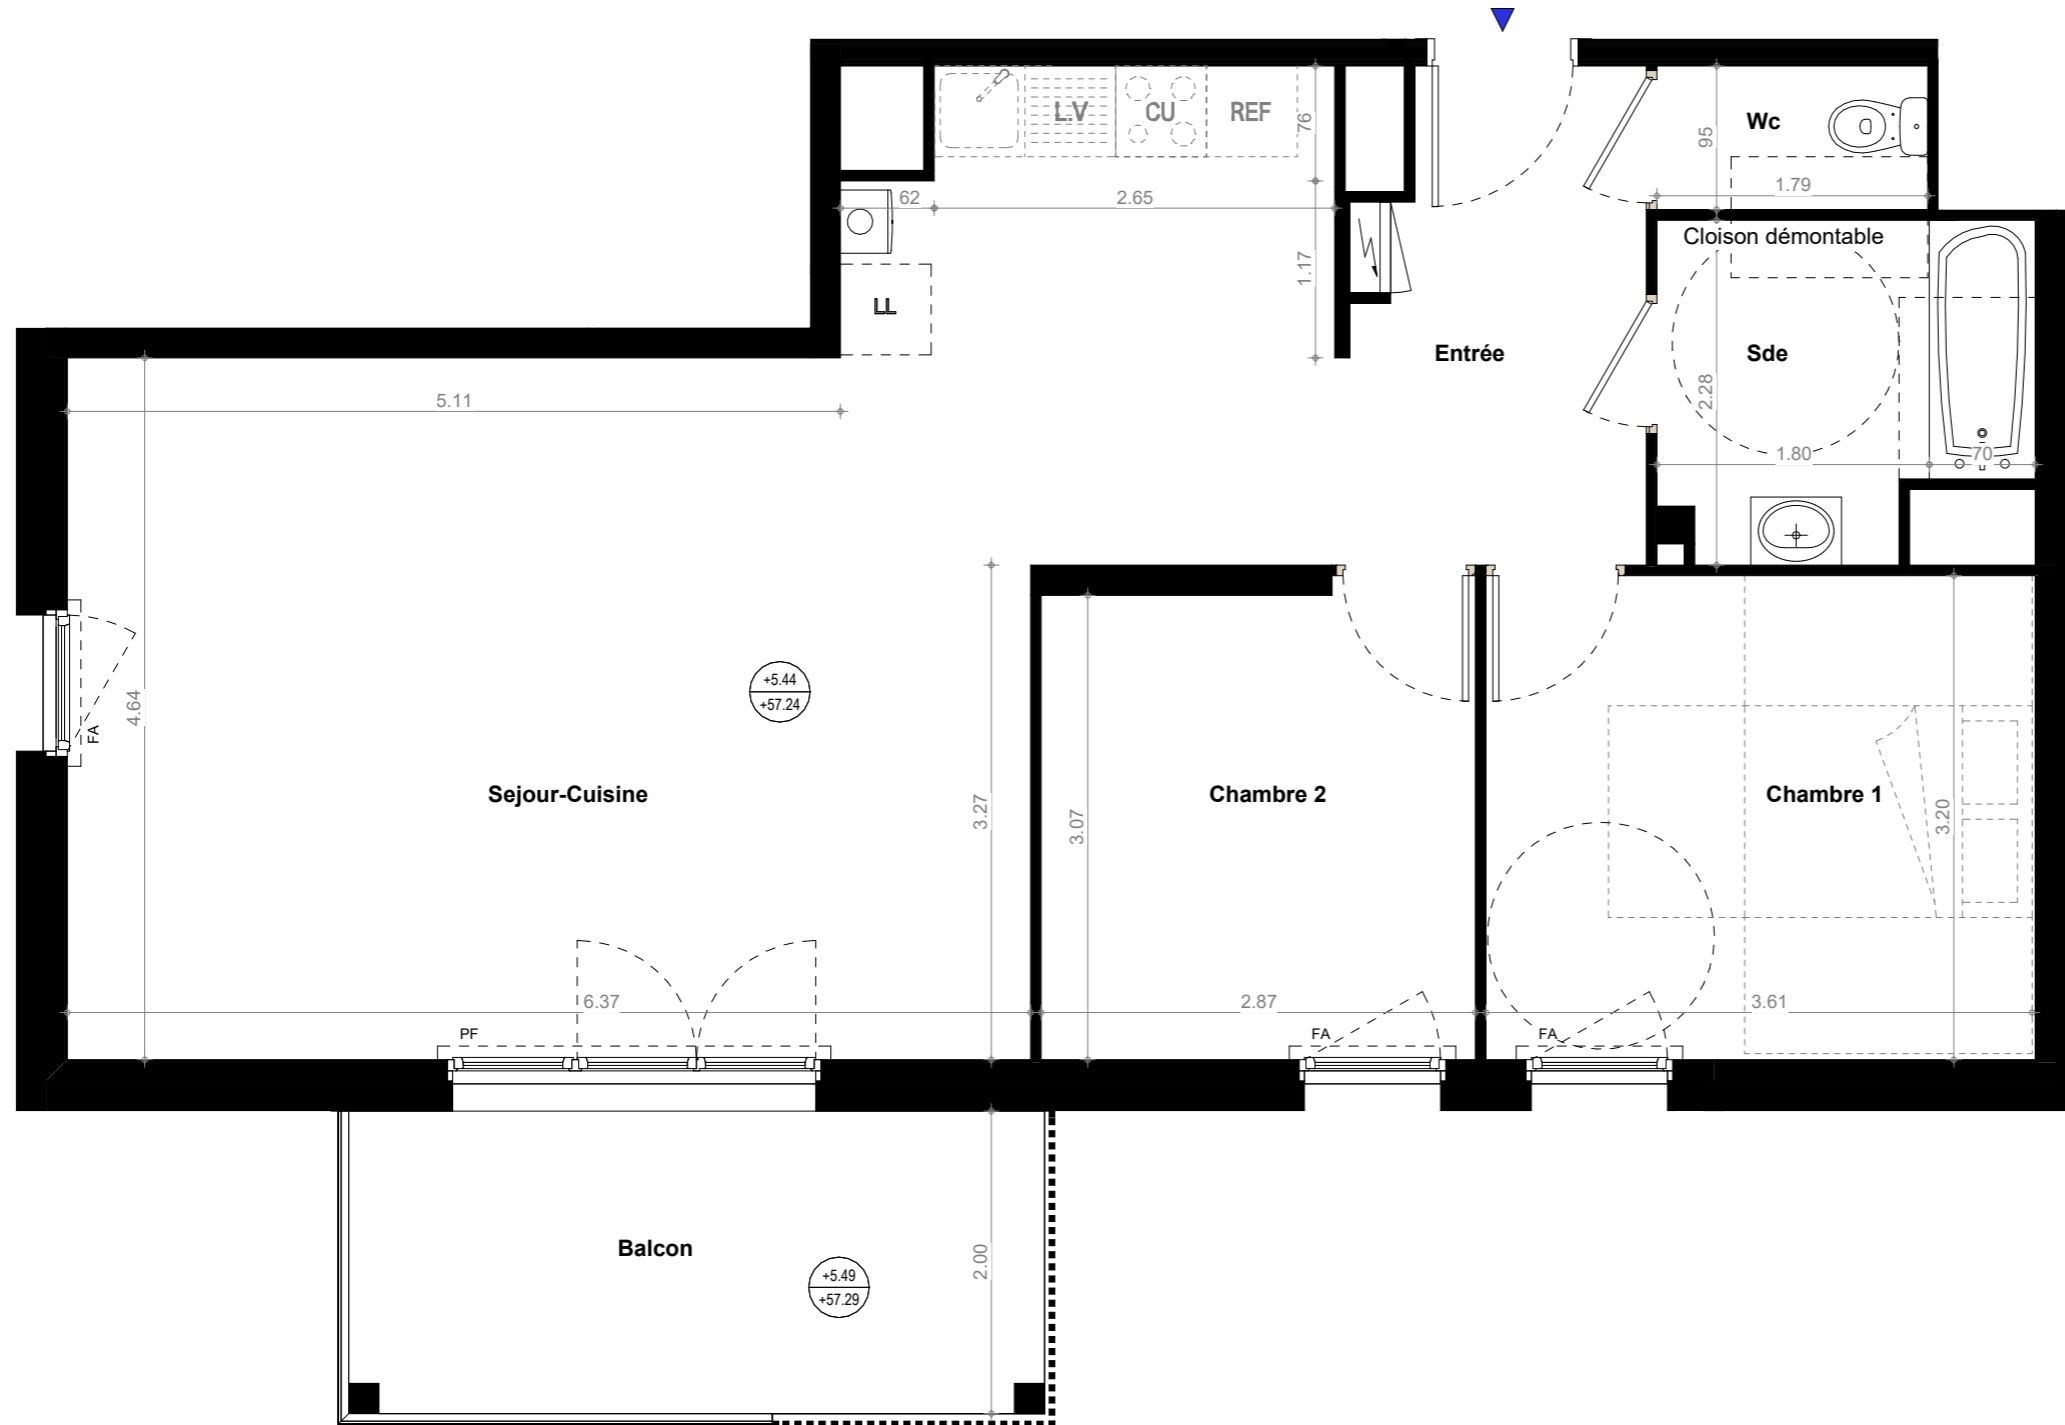 L.V
CU
REF
76
95
Wc
62
2.65
1.79
Cloison démontable
1.17
LL
Entrée
Sde
2.28
5.11
1.80
70
+5.44
+57.24
4.64
FA
Sejour-Cuisine
3.27
3.07
Chambre 2
Chambre 1
3.20
6.37
2.87
3.61
PF
FA
FA
Balcon
2.00
+5.49
+57.29